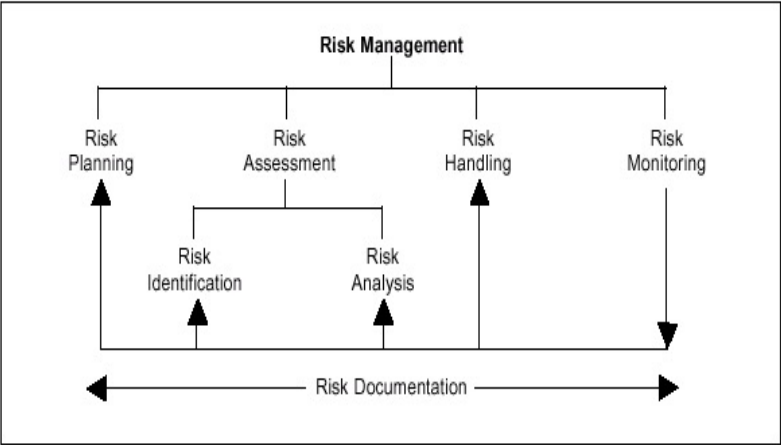 Risk Management
Risk
Planning
Risk
Assessment
Risk
Handling
Risk
Monitoring
Risk
Identification
Risk
Analysis
Risk Documentation